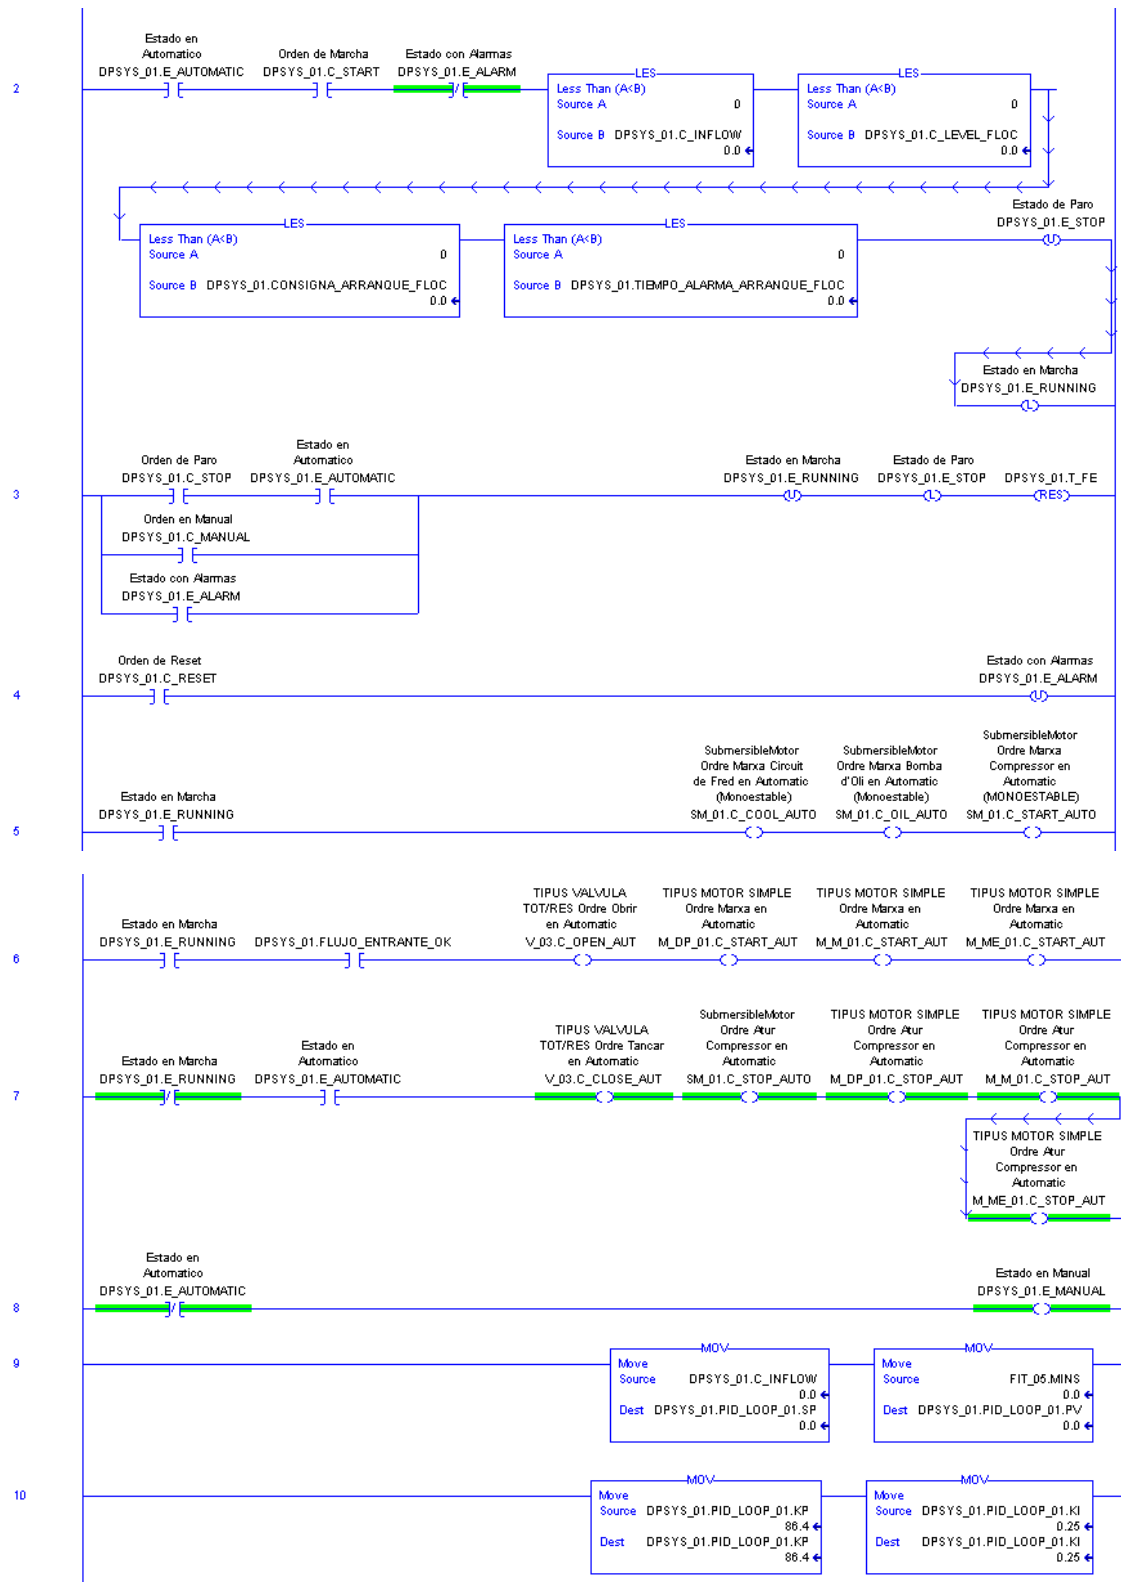 Estado en
Automatico
DPSYS_01.E_AUTOMATIC
Orden de Marcha
DPSYS_01.C_START
Estado con Alarmas
DPSYS_01.E_ALARM
2
LES
Less Than (A<B)
Source A 0
Source B DPSYS_01.C_INFLOW
0.0
LES
Less Than (A<B)
Source A 0
Source B DPSYS_01.C_LEVEL_FLOC
0.0
LES
Less Than (A<B)
Source A 0
Source B DPSYS_01.CONSIGNA_ARRANQUE_FLOC
0.0
LES
Less Than (A<B)
Source A 0
Source B DPSYS_01.TIEMPO_ALARMA_ARRANQUE_FLOC
0.0
Estado de Paro
DPSYS_01.E_STOP
U
Estado en Marcha
DPSYS_01.E_RUNNING
L
Orden de Paro
DPSYS_01.C_STOP
Estado en
Automatico
DPSYS_01.E_AUTOMATIC
Estado en Marcha
DPSYS_01.E_RUNNING
Estado de Paro
DPSYS_01.E_STOP
DPSYS_01.T_FE
3
U
L
RES
Orden en Manual
DPSYS_01.C_MANUAL
Estado con Alarmas
DPSYS_01.E_ALARM
Orden de Reset
DPSYS_01.C_RESET
Estado con Alarmas
DPSYS_01.E_ALARM
4
U
Estado en Marcha
DPSYS_01.E_RUNNING
SubmersibleMotor
Ordre Marxa Circuit
de Fred en Automatic
(Monoestable)
SM_01.C_COOL_AUTO
SubmersibleMotor
Ordre Marxa Bomba
d'Oli en Automatic
(Monoestable)
SM_01.C_OIL_AUTO
SubmersibleMotor
Ordre Marxa
Compressor en
Automatic
(MONOESTABLE)
SM_01.C_START_AUTO
5
Estado en Marcha
DPSYS_01.E_RUNNING
DPSYS_01.FLUJO_ENTRANTE_OK
TIPUS VALVULA
TOT/RES Ordre Obrir
en Automatic
V_03.C_OPEN_AUT
TIPUS MOTOR SIMPLE
Ordre Marxa en
Automatic
M_DP_01.C_START_AUT
TIPUS MOTOR SIMPLE
Ordre Marxa en
Automatic
M_M_01.C_START_AUT
TIPUS MOTOR SIMPLE
Ordre Marxa en
Automatic
M_ME_01.C_START_AUT
6
Estado en Marcha
DPSYS_01.E_RUNNING
Estado en
Automatico
DPSYS_01.E_AUTOMATIC
TIPUS VALVULA
TOT/RES Ordre Tancar
en Automatic
V_03.C_CLOSE_AUT
SubmersibleMotor
Ordre Atur
Compressor en
Automatic
SM_01.C_STOP_AUTO
TIPUS MOTOR SIMPLE
Ordre Atur
Compressor en
Automatic
M_DP_01.C_STOP_AUT
TIPUS MOTOR SIMPLE
Ordre Atur
Compressor en
Automatic
M_M_01.C_STOP_AUT
7
TIPUS MOTOR SIMPLE
Ordre Atur
Compressor en
Automatic
M_ME_01.C_STOP_AUT
Estado en
Automatico
DPSYS_01.E_AUTOMATIC
Estado en Manual
DPSYS_01.E_MANUAL
8
9
MOV
Move
Source DPSYS_01.C_INFLOW
0.0
Dest DPSYS_01.PID_LOOP_01.SP
0.0
MOV
Move
Source FIT_05.MINS
0.0
Dest DPSYS_01.PID_LOOP_01.PV
0.0
10
MOV
Move
Source DPSYS_01.PID_LOOP_01.KP
86.4
Dest DPSYS_01.PID_LOOP_01.KP
86.4
MOV
Move
Source DPSYS_01.PID_LOOP_01.KI
0.25
Dest DPSYS_01.PID_LOOP_01.KI
0.25